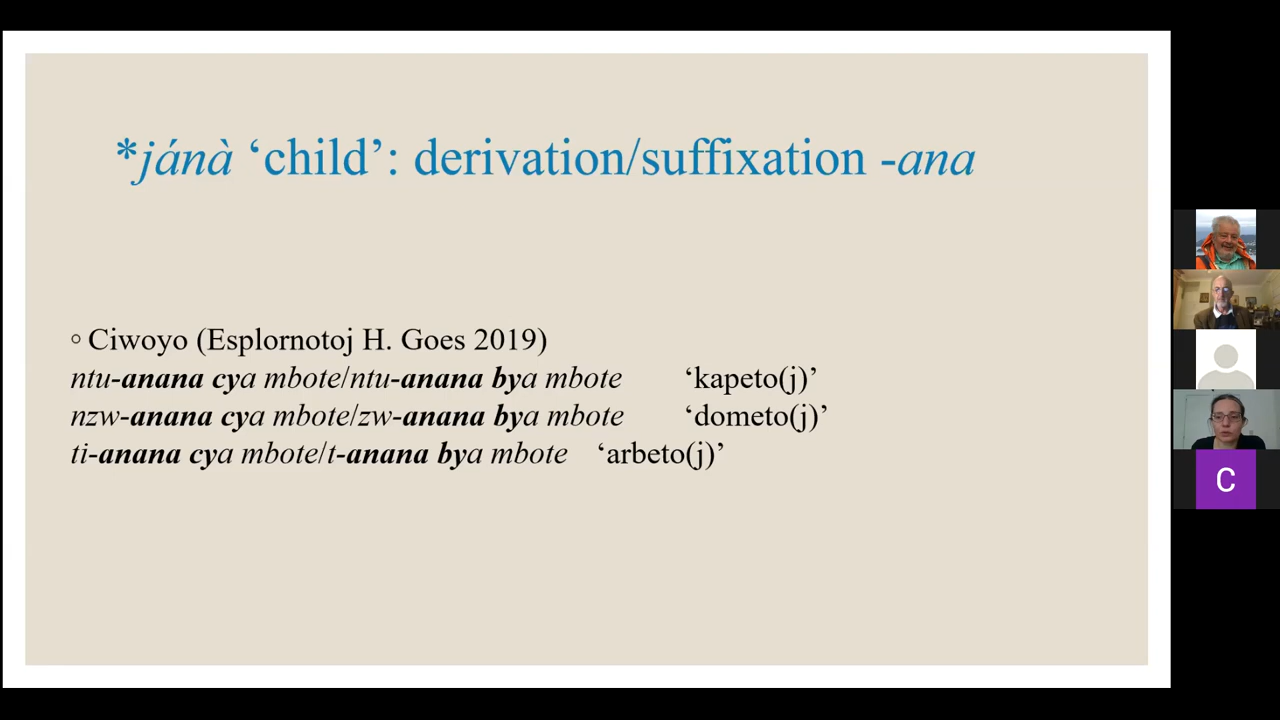 *jánà ‘child’: derivation/suffixation -ana
◦ Ciwoyo (Esplornotoj H. Goes 2019)
ntu-anana cya mbote/ntu-anana bya mbote ‘kapeto(j)’
nzw-anana cya mbote/zw-anana bya mbote ‘dometo(j)’
ti-anana cya mbote/t-anana bya mbote ‘arbeto(j)’
C